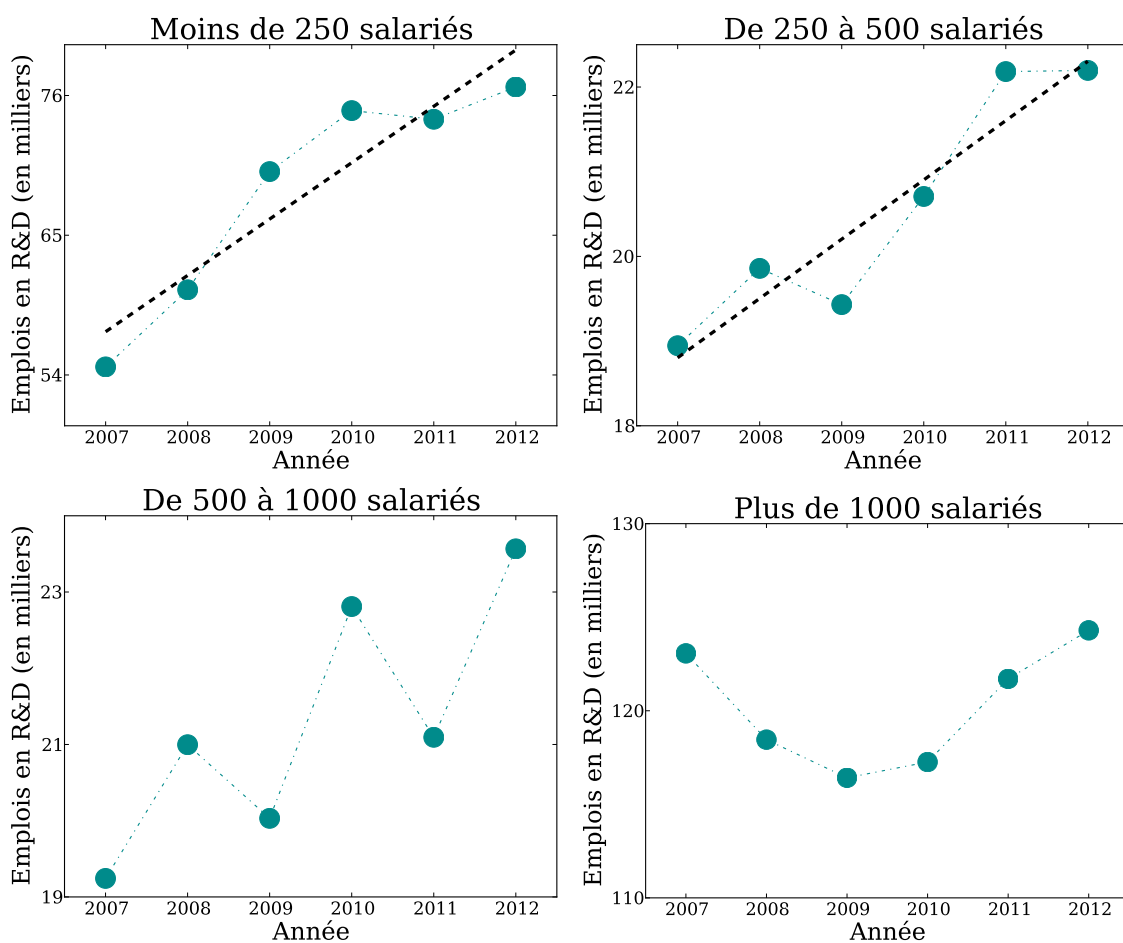 Moins de 250 salariés
Emplois en R&D (en milliers)
76
65
54
2007 2008 2009 2010 2011 2012
Année
De 250 à 500 salariés
Emplois en R&D (en milliers)
22
20
18
2007 2008 2009 2010 2011 2012
Année
De 500 à 1000 salariés
Emplois en R&D (en milliers)
23
21
19
2007 2008 2009 2010 2011 2012
Année
Plus de 1000 salariés
Emplois en R&D (en milliers)
130
120
110
2007 2008 2009 2010 2011 2012
Année